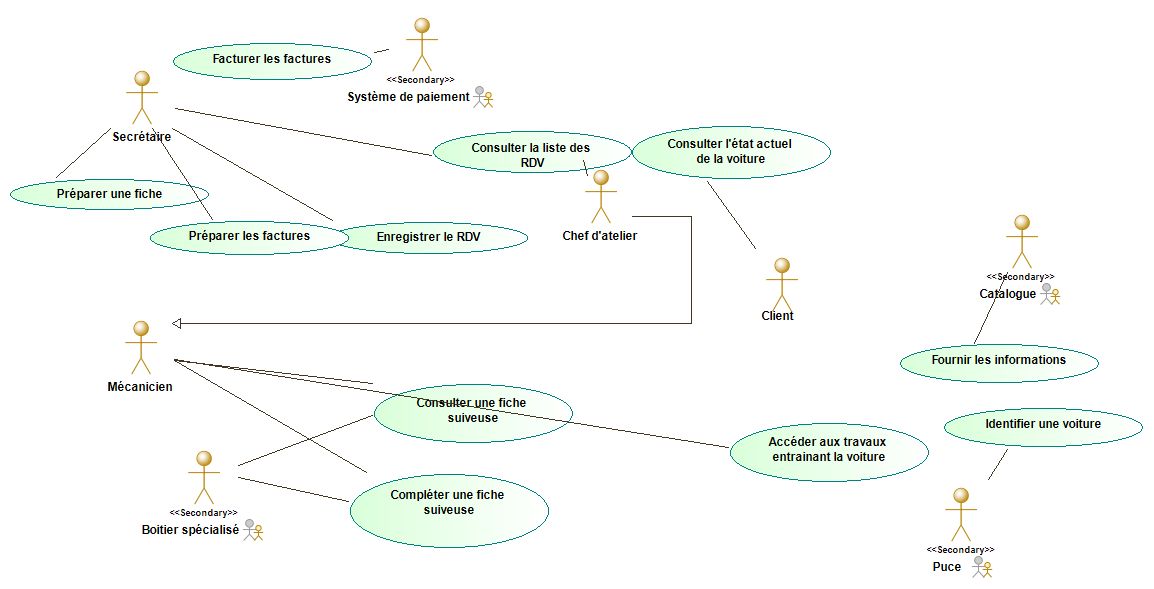 Facturer les factures
<<Secondary>>
Système de paiement
Secrétaire
Consulter la liste des
RDV
Consulter l'état actuel
de la voiture
Préparer une fiche
Préparer les factures
Enregistrer le RDV
Chef d'atelier
<<Secondary>>
Catalogue
Client
Fournir les informations
Mécanicien
Consulter une fiche
suiveuse
Identifier une voiture
Accéder aux travaux
entrainant la voiture
Compléter une fiche
suiveuse
<<Secondary>>
Boitier spécialisé
<<Secondary>>
Puce